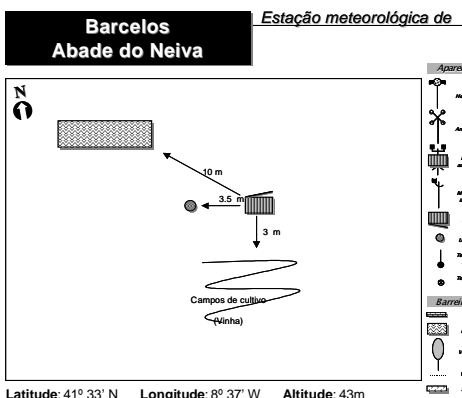 Barcelos
Abade do Neiva
Estação meteorológica de
N
10 m
3.5 m
3 m
Campos de cultivo
(Vinha)
Latitude: 41º 33’ N Longitude: 8º 37’ W Altitude: 43m